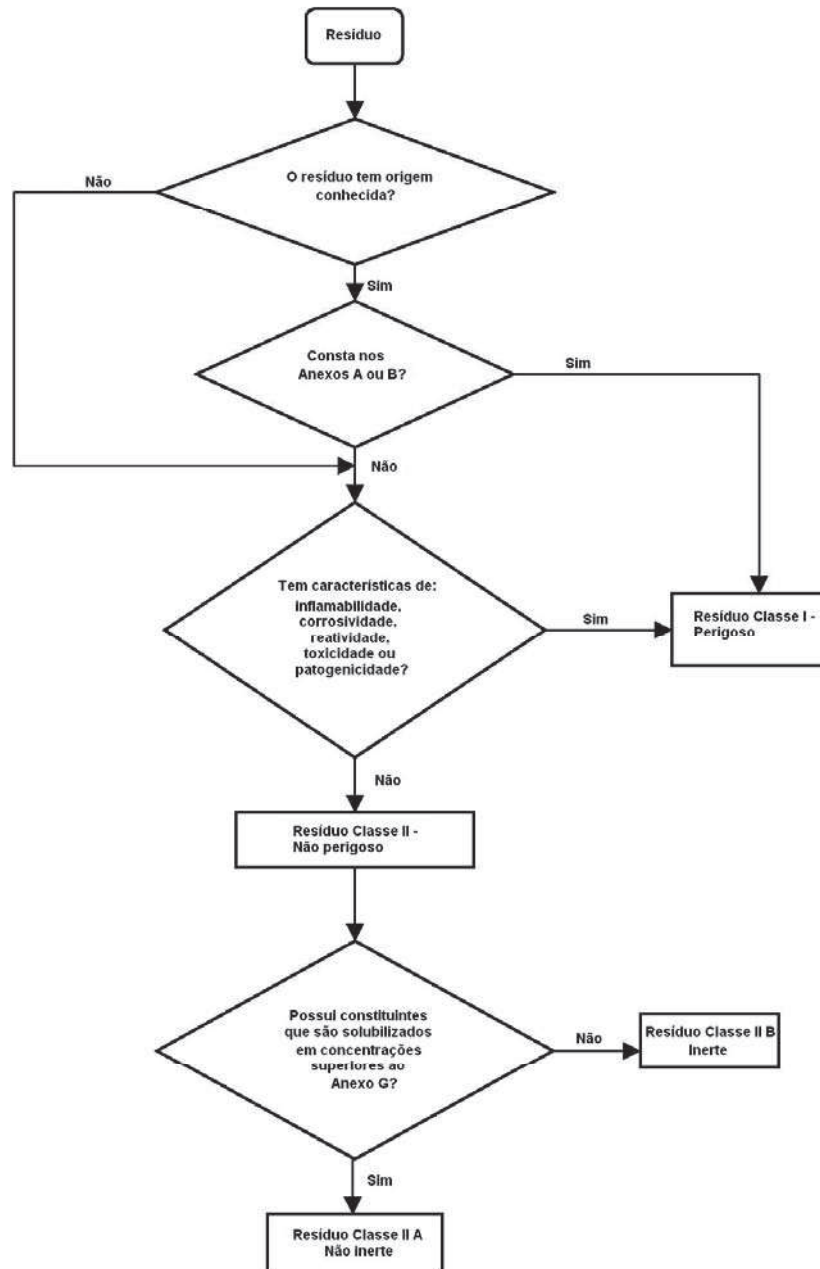 Resíduo
O resíduo tem origem
conhecida?
Não
Sim
Consta nos
Anexos A ou B?
Sim
Não
Tem características de:
inflamabilidade,
corrosividade,
reatividade,
toxicidade ou
patogenicidade?
Sim
Resíduo Classe I -
Perigoso
Não
Resíduo Classe II -
Não perigoso
Possui constituintes
que são solubilizados
em concentrações
superiores ao
Anexo G?
Não
Resíduo Classe II B
Inerte
Sim
Resíduo Classe II A
Não inerte